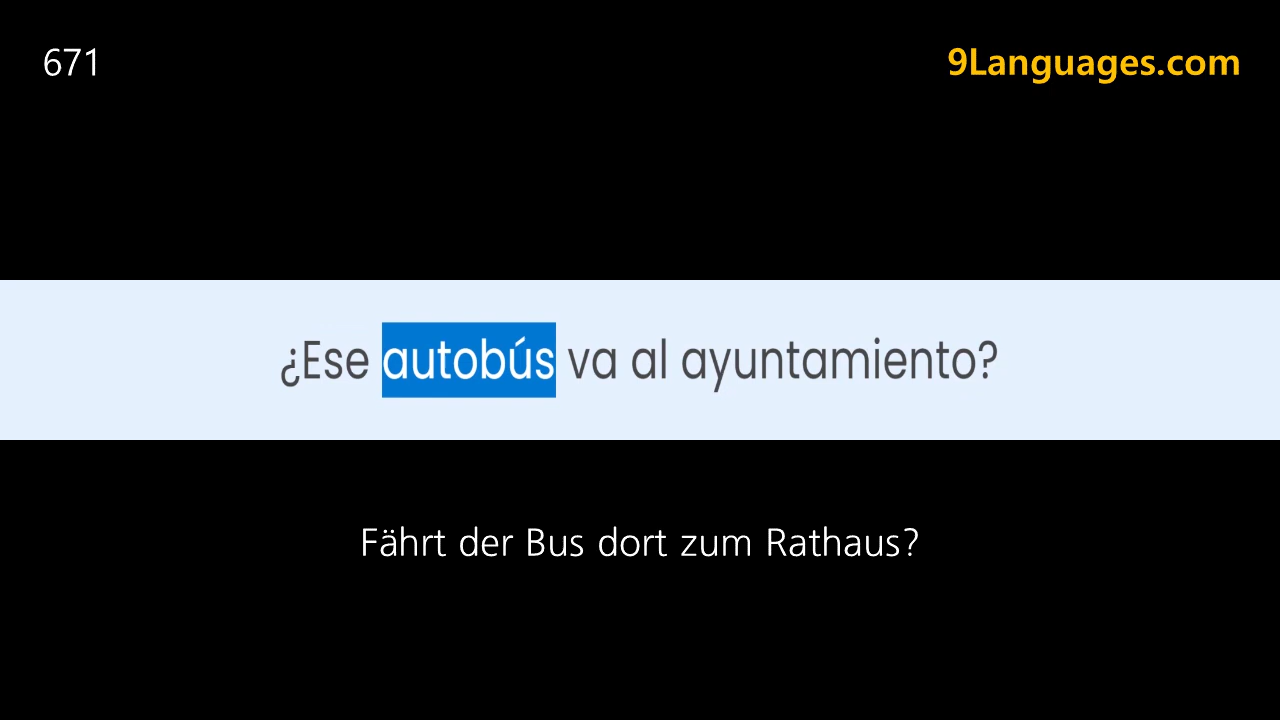 671
9Languages.com
¿Ese autobús va al ayuntamiento?
Fährt der Bus dort zum Rathaus?